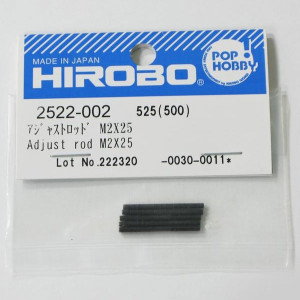 POP
HOBBY
MADE IN JAPAN
HIROBO
2522-002 525(500)
アジャストロッド M2X25
Adjust rod M2X25
Lot No.222320 -0030-0011*